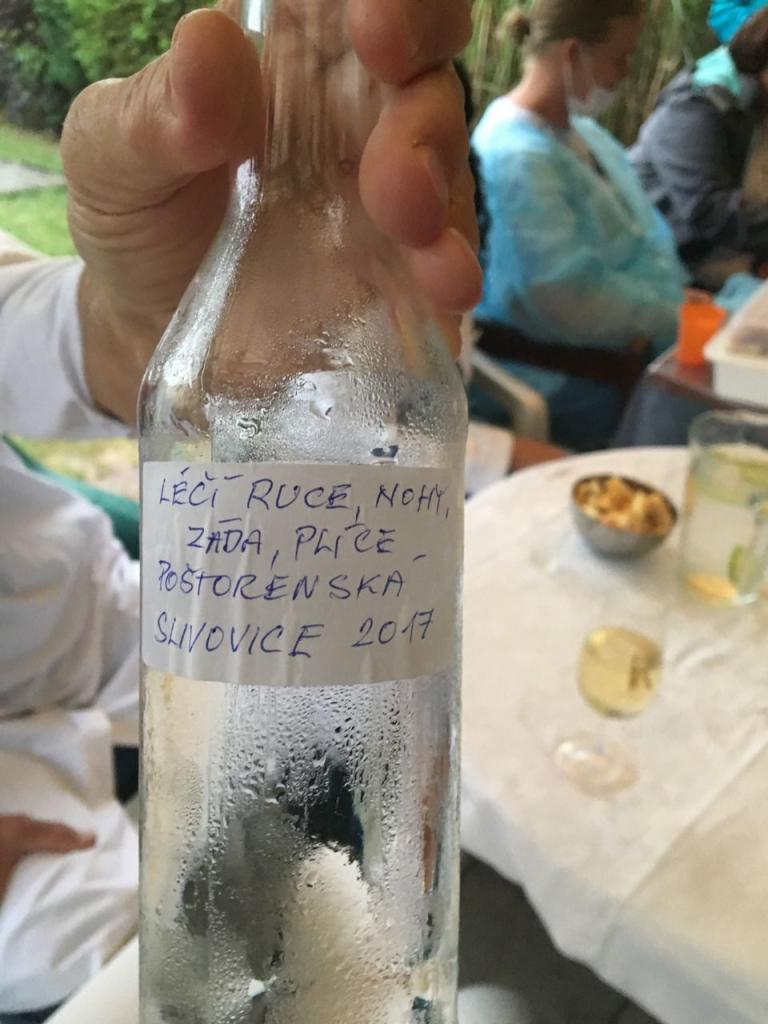 LÉČÍ RUCE, NOHY,
ZÁDA, PLÍCE
POŠTORENSKÁ
SLIVOVICE 2017
R